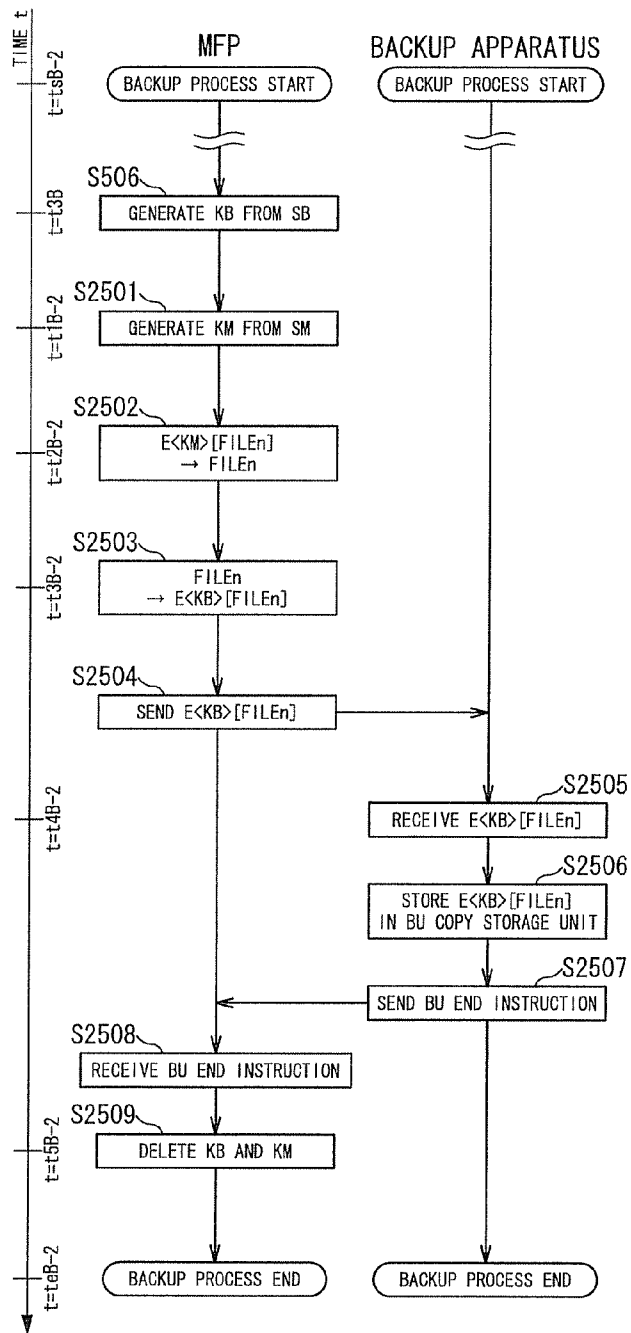 TIME t
MFP
BACKUP APPARATUS
t=tsB-2
BACKUP PROCESS START
BACKUP PROCESS START
S506
t=t3B
GENERATE KB FROM SB
S2501
t=t1B-2
GENERATE KM FROM SM
S2502
t=t2B-2
E<KM>[FILEn]
→ FILEn
S2503
t=t3B-2
FILEn
→ E<KB>[FILEn]
S2504
SEND E<KB>[FILEn]
S2505
t=t4B-2
RECEIVE E<KB>[FILEn]
S2506
STORE E<KB>[FILEn]
IN BU COPY STORAGE UNIT
S2507
SEND BU END INSTRUCTION
S2508
RECEIVE BU END INSTRUCTION
S2509
t=t5B-2
DELETE KB AND KM
t=teB-2
BACKUP PROCESS END
BACKUP PROCESS END